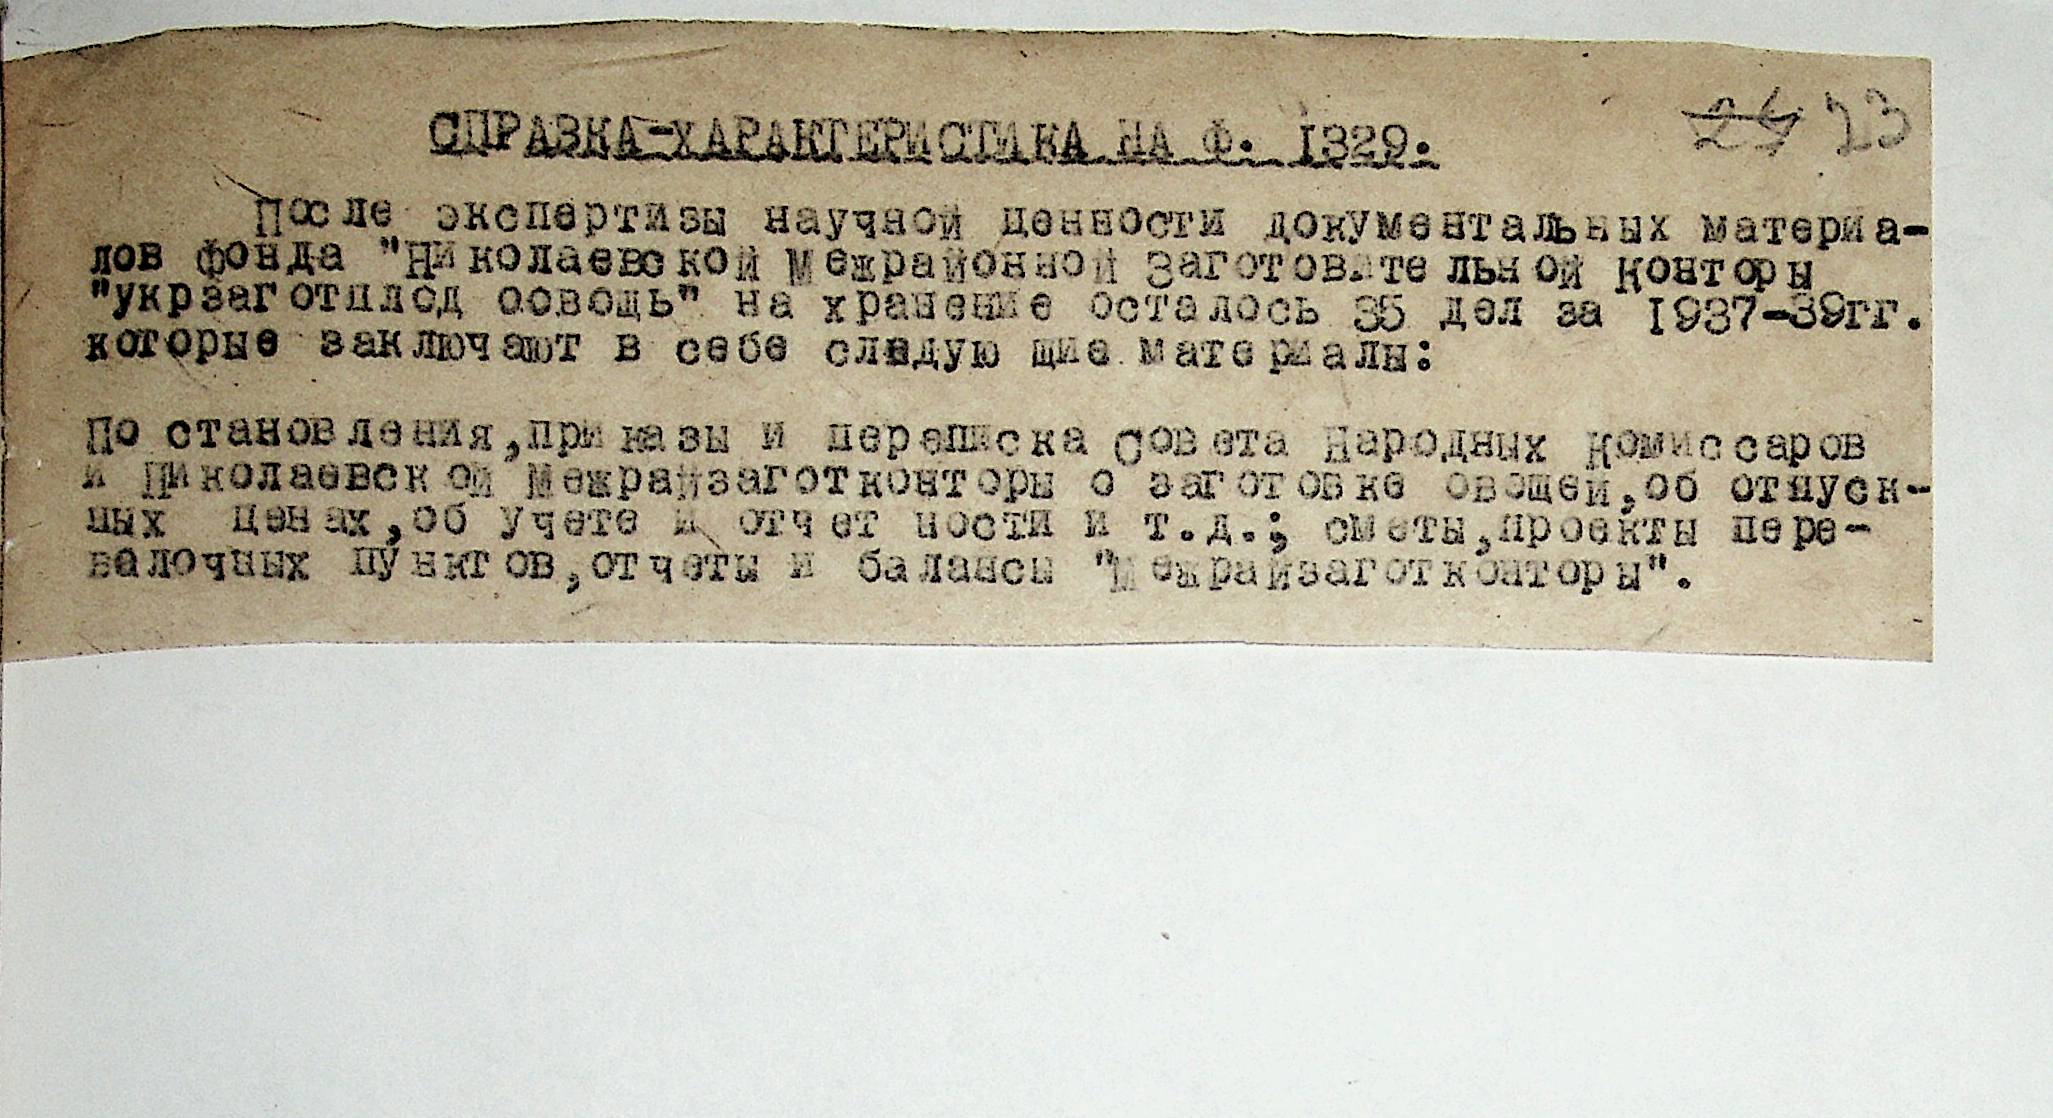 СПРАВКА-ХАРАКТЕРИСТИКА НА Ф. 1329.
23
После экспертизы научной ценности документальных материа-
лов фонда "Николаевской Межрайонной Заготовительной конторы
"укрзаготплод оовощь" на хранение осталось 35 дел за 1937-39гг.
которые заключают в себе следующие материалы:
Постановления,приказы и переписка Совета Народных Комиссаров
и Николаевской Межрайзаготконторы о заготовке овощей,об отпуск-
ных ценах,об учете и отчетности и т.д.; сметы,проекты пере-
валочных пунктов,отчеты и балансы "Межрайзаготконторы".